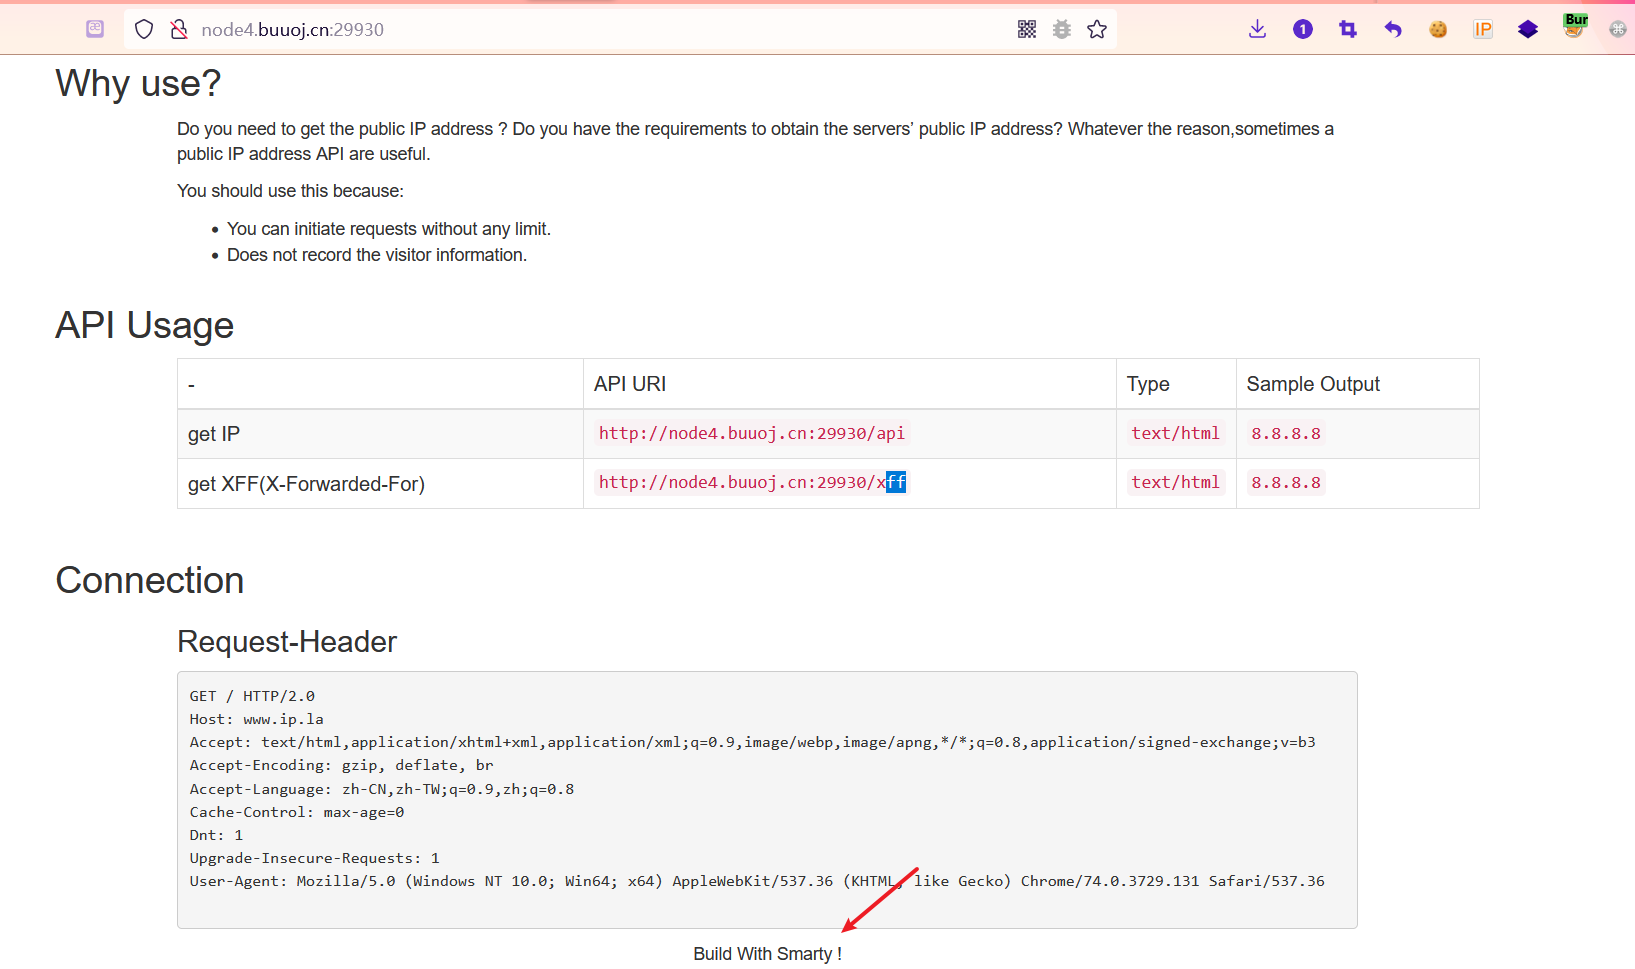 node4.buuoj.cn:29930
1
IP
Bur
Why use?
Do you need to get the public IP address ? Do you have the requirements to obtain the servers’ public IP address? Whatever the reason,sometimes a
public IP address API are useful.
You should use this because:
• You can initiate requests without any limit.
• Does not record the visitor information.
API Usage
- API URI Type Sample Output
get IP http://node4.buuoj.cn:29930/api text/html 8.8.8.8
get XFF(X-Forwarded-For) http://node4.buuoj.cn:29930/xff text/html 8.8.8.8
Connection
Request-Header
GET / HTTP/2.0
Host: www.ip.la
Accept: text/html,application/xhtml+xml,application/xml;q=0.9,image/webp,image/apng,*/*;q=0.8,application/signed-exchange;v=b3
Accept-Encoding: gzip, deflate, br
Accept-Language: zh-CN,zh-TW;q=0.9,zh;q=0.8
Cache-Control: max-age=0
Dnt: 1
Upgrade-Insecure-Requests: 1
User-Agent: Mozilla/5.0 (Windows NT 10.0; Win64; x64) AppleWebKit/537.36 (KHTML, like Gecko) Chrome/74.0.3729.131 Safari/537.36
Build With Smarty !